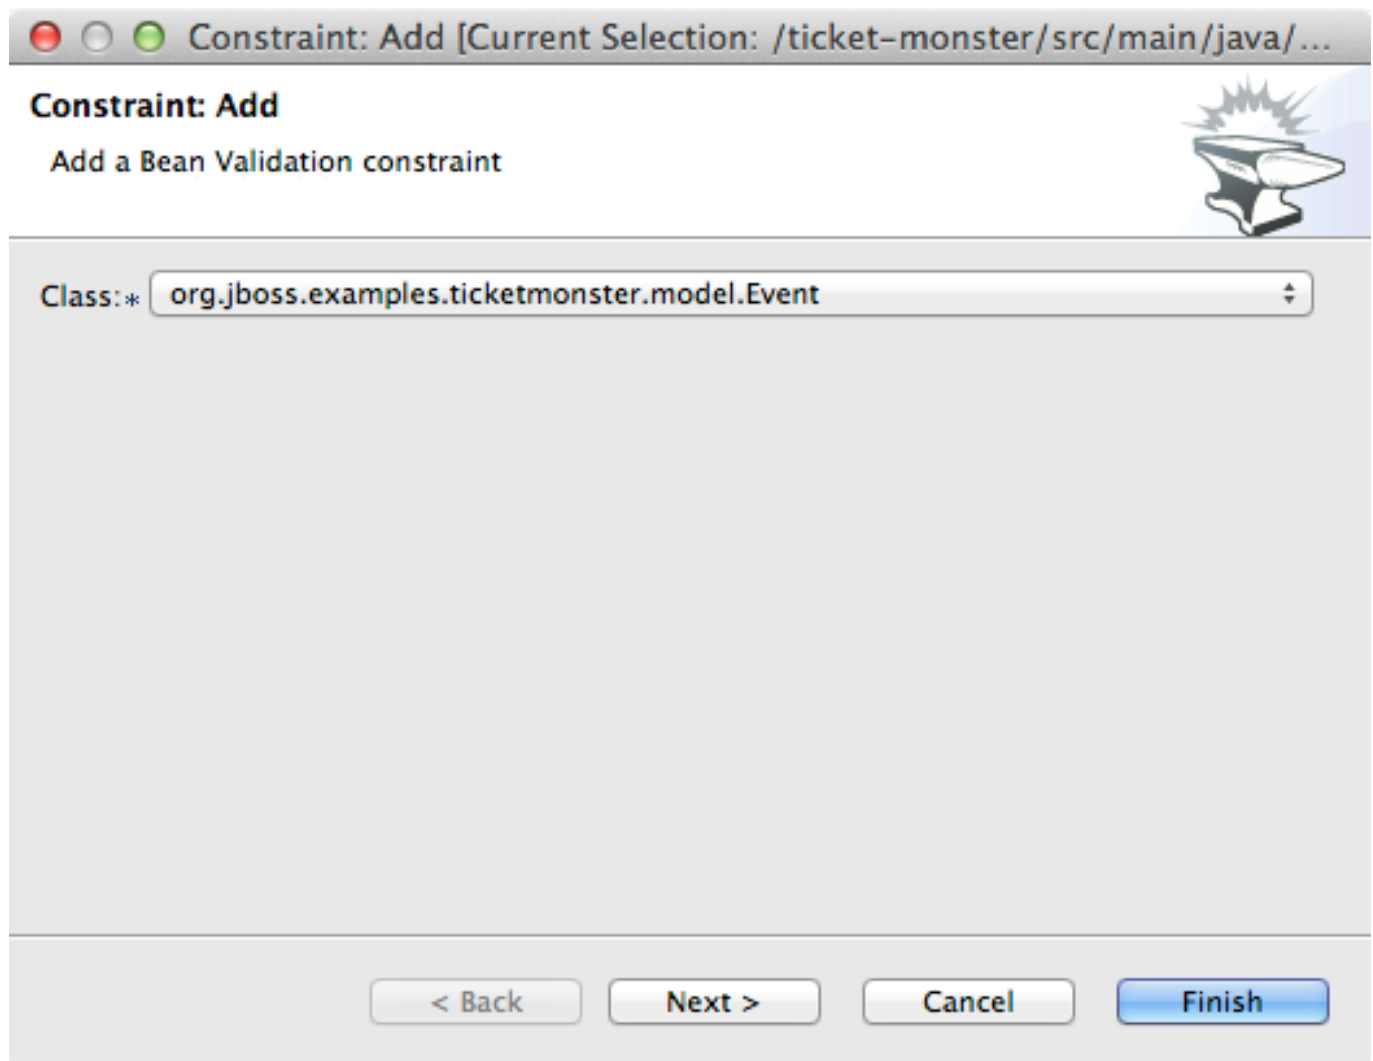 Constraint: Add [Current Selection: /ticket-monster/src/main/java/...
Constraint: Add
Add a Bean Validation constraint
Class:* org.jboss.examples.ticketmonster.model.Event
< Back Next > Cancel Finish